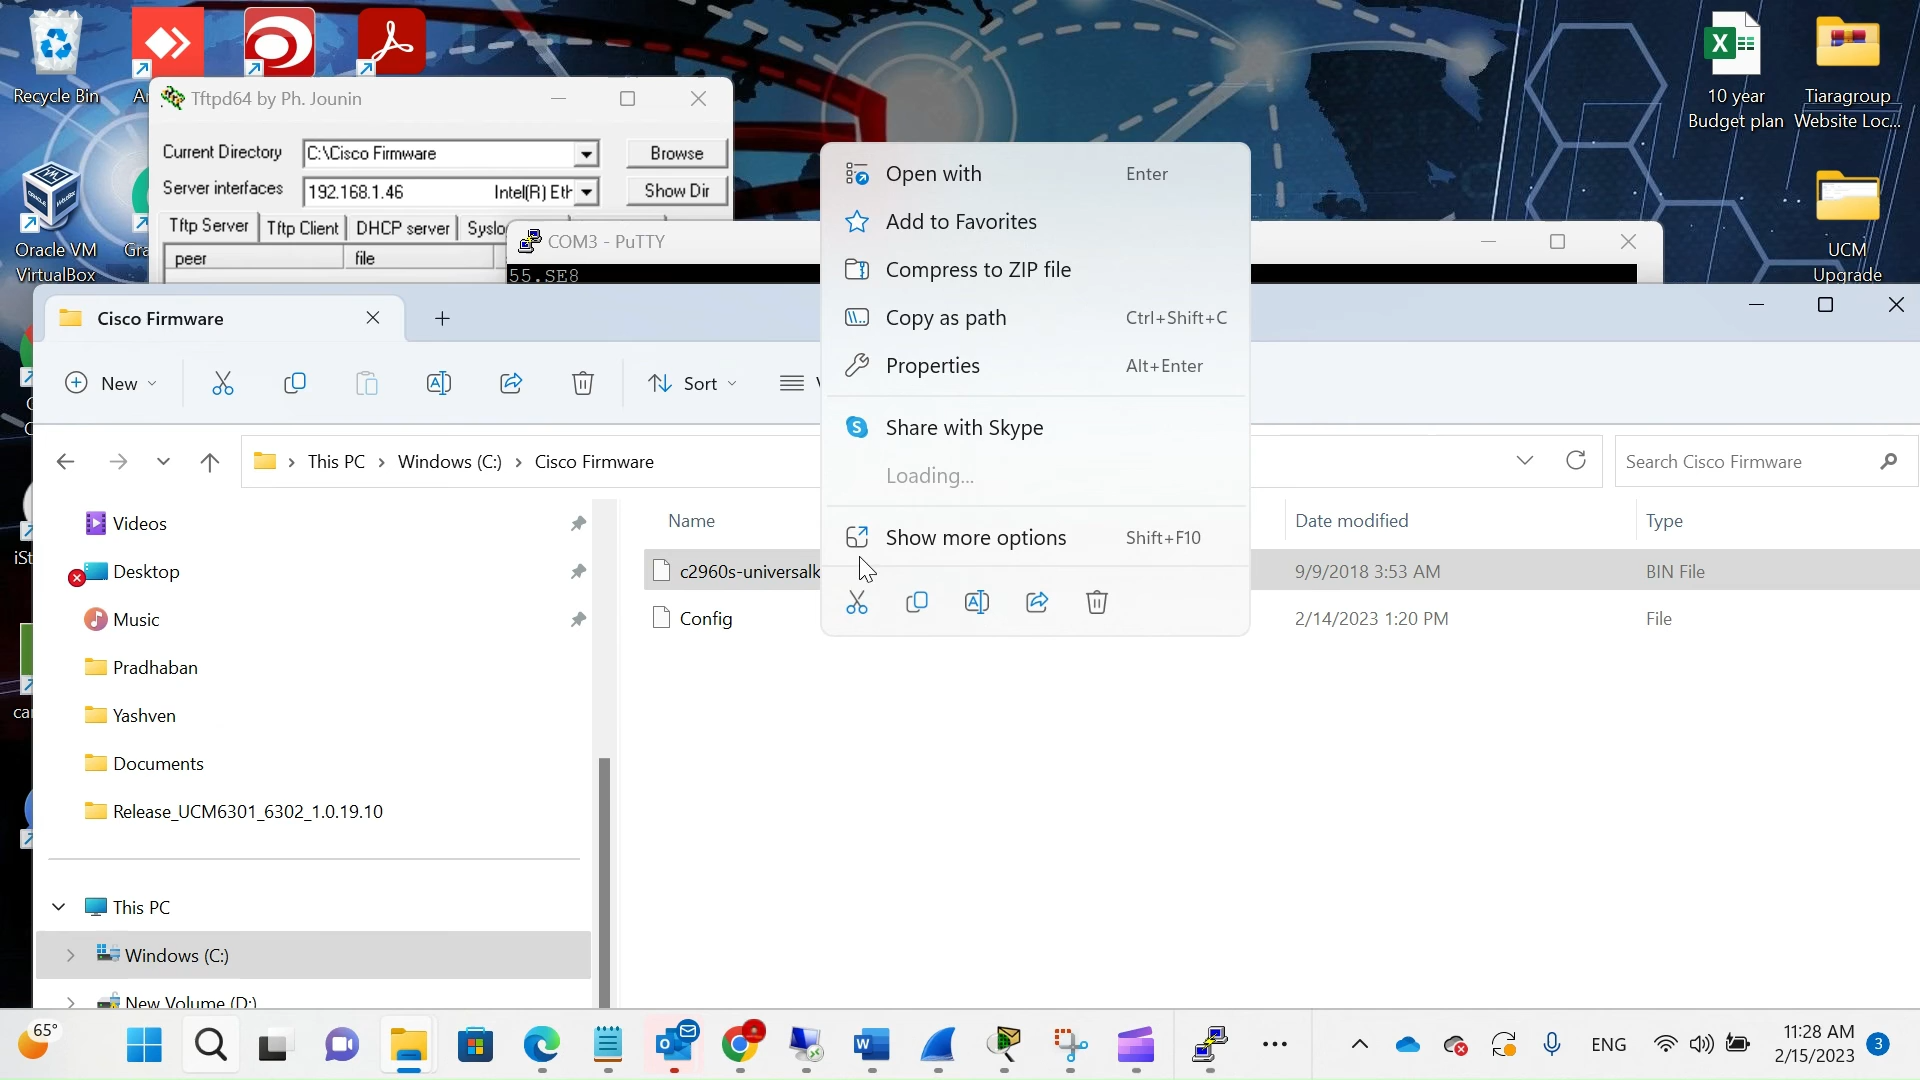 Recycle Bin
Oracle VM
VirtualBox
10 year
Budget plan
Tiaragroup
Website Loc...
UCM
Upgrade
Tftpd64 by Ph. Jounin
Current Directory C:\Cisco Firmware Browse
Server interfaces 192.168.1.46 Intel(R) Eth Show Dir
Tftp Server Tftp Client DHCP server Syslo
peer file
COM3 - PuTTY
55.SE8
Cisco Firmware
New Sort
This PC > Windows (C:) > Cisco Firmware
Search Cisco Firmware
Videos
Desktop
Music
Pradhaban
Yashven
Documents
Release_UCM6301_6302_1.0.19.10
This PC
Windows (C:)
New Volume (D:)
Name Date modified Type
c2960s-universalk 9/9/2018 3:53 AM BIN File
Config 2/14/2023 1:20 PM File
Open with Enter
Add to Favorites
Compress to ZIP file
Copy as path Ctrl+Shift+C
Properties Alt+Enter
Share with Skype
Loading...
Show more options Shift+F10
65°
ENG
11:28 AM
2/15/2023
3